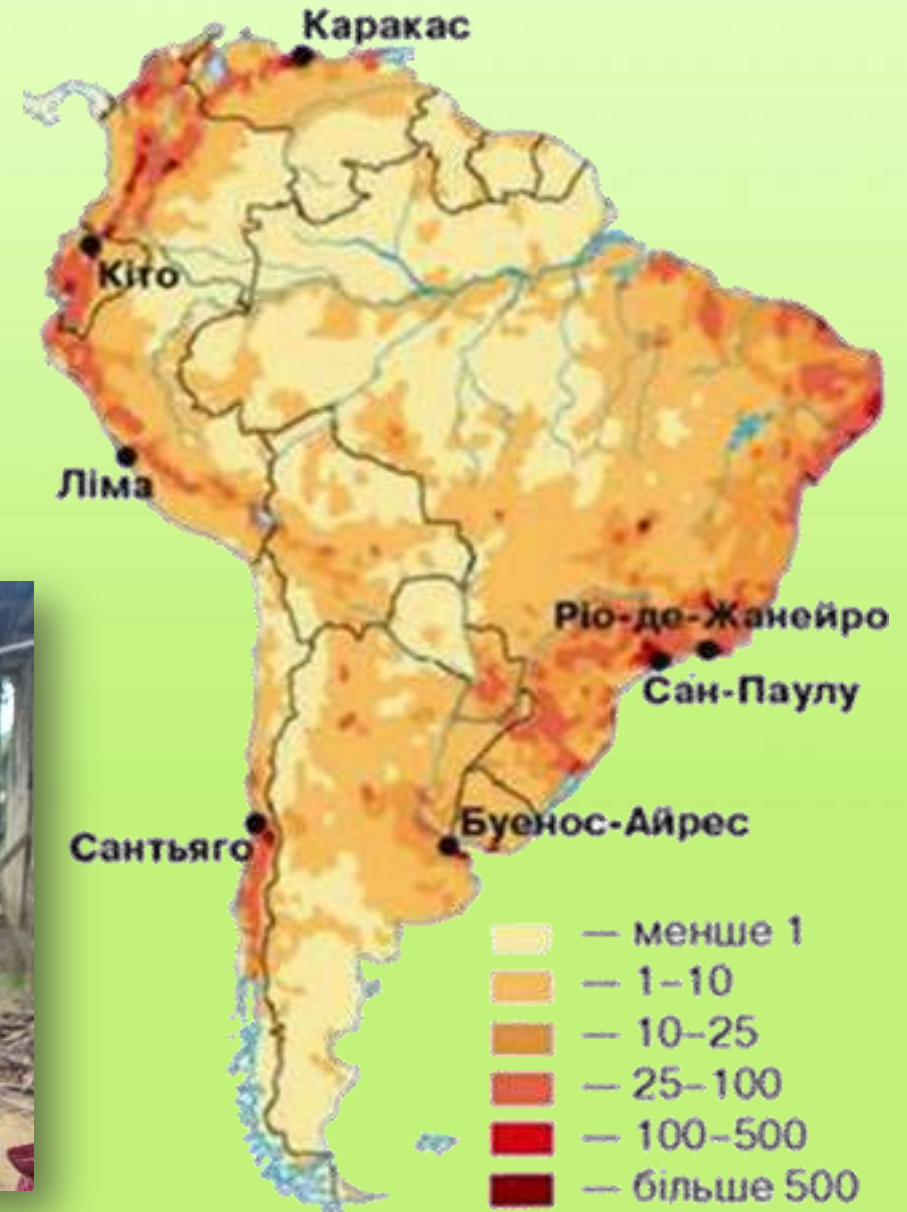 Каракас
Кіто
Ліма
Ріо-де-Жанейро
Сан-Паулу
Буенос-Айрес
Сантьяго
— менше 1
— 1–10
— 10–25
— 25–100
— 100–500
— більше 500